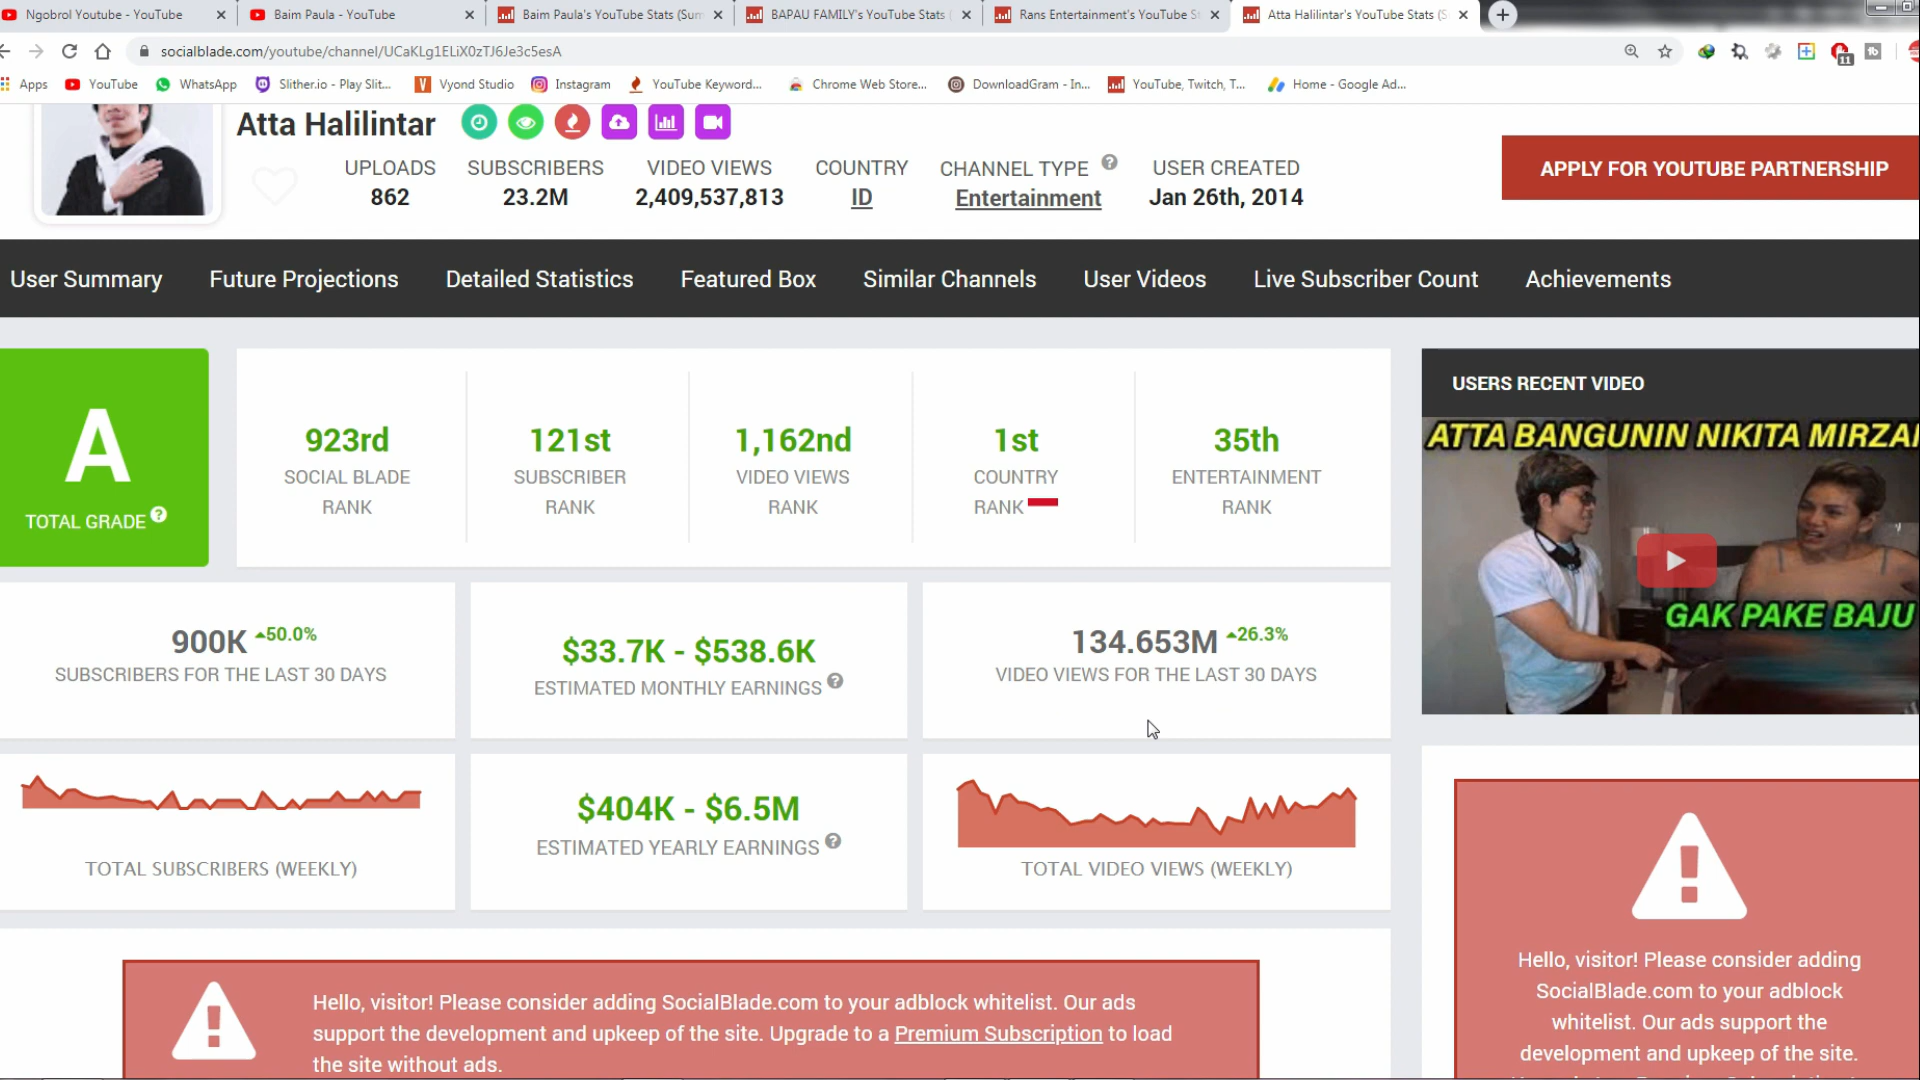 Ngobrol Youtube - YouTube
Baim Paula - YouTube
Baim Paula's YouTube Stats (Sum
BAPAU FAMILY's YouTube Stats
Rans Entertainment's YouTube S
Atta Halilintar's YouTube Stats (S
socialblade.com/youtube/channel/UCaKLg1ELiX0zTJ6Je3c5esA
11
Apps
YouTube
WhatsApp
Slither.io - Play Slit...
Vyond Studio
Instagram
YouTube Keyword...
Chrome Web Store...
DownloadGram - In...
YouTube, Twitch, T...
Home - Google Ad...
Atta Halilintar
UPLOADS SUBSCRIBERS VIDEO VIEWS COUNTRY CHANNEL TYPE USER CREATED
862 23.2M 2,409,537,813 ID Entertainment Jan 26th, 2014
APPLY FOR YOUTUBE PARTNERSHIP
User Summary Future Projections Detailed Statistics Featured Box Similar Channels User Videos Live Subscriber Count Achievements
A
TOTAL GRADE
923rd
SOCIAL BLADE
RANK
121st
SUBSCRIBER
RANK
1,162nd
VIDEO VIEWS
RANK
1st
COUNTRY
RANK
35th
ENTERTAINMENT
RANK
USERS RECENT VIDEO
ATTA BANGUNIN NIKITA MIRZA
GAK PAKE BAJU
900K 50.0%
SUBSCRIBERS FOR THE LAST 30 DAYS
$33.7K - $538.6K
ESTIMATED MONTHLY EARNINGS
134.653M 26.3%
VIDEO VIEWS FOR THE LAST 30 DAYS
TOTAL SUBSCRIBERS (WEEKLY)
$404K - $6.5M
ESTIMATED YEARLY EARNINGS
TOTAL VIDEO VIEWS (WEEKLY)
Hello, visitor! Please consider adding SocialBlade.com to your adblock whitelist. Our ads
support the development and upkeep of the site. Upgrade to a Premium Subscription to load
the site without ads.
Hello, visitor! Please consider adding
SocialBlade.com to your adblock
whitelist. Our ads support the
development and upkeep of the site.